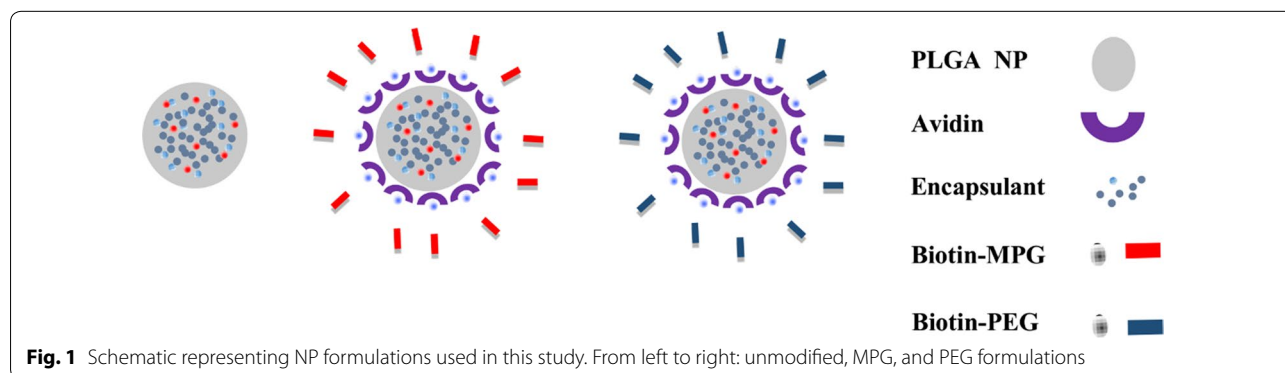 PLGA NP
Avidin
Encapsulant
Biotin-MPG
Biotin-PEG
Fig. 1 Schematic representing NP formulations used in this study. From left to right: unmodified, MPG, and PEG formulations